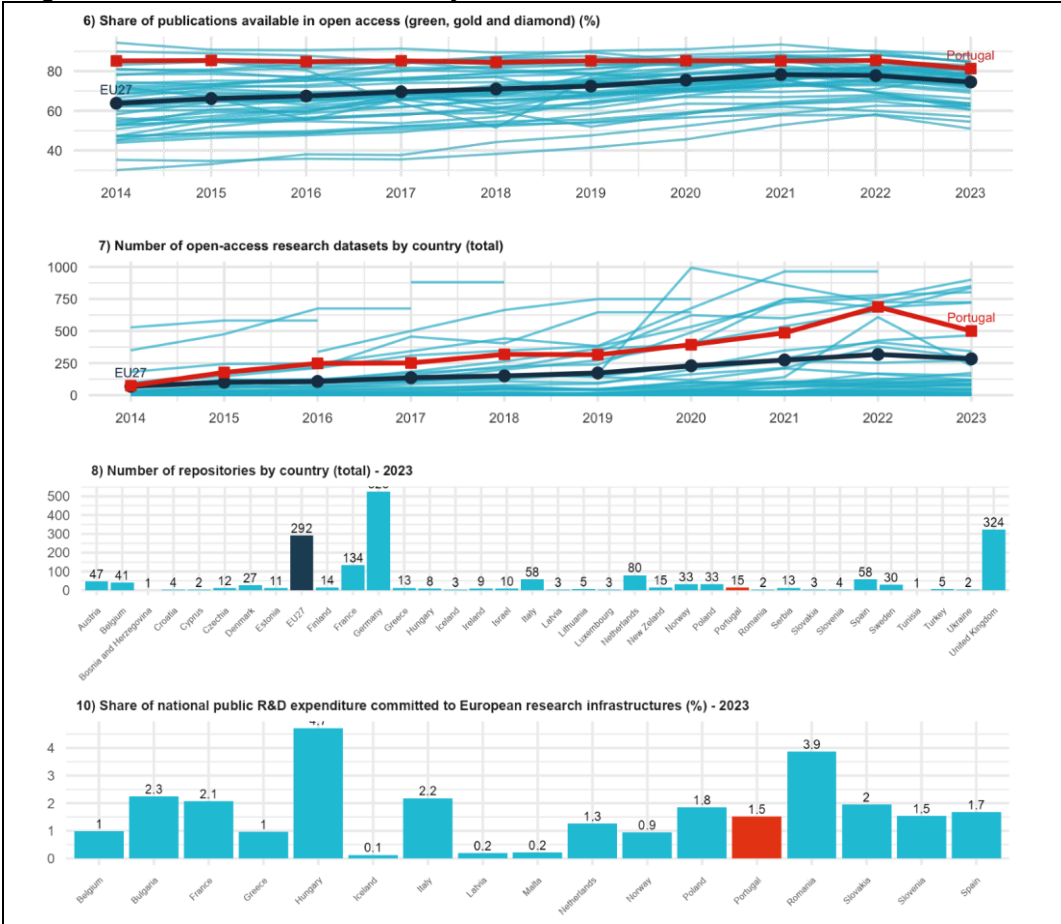 6) Share of publications available in open access (green, gold and diamond) (%)
80
60
40
EU27
Portugal
2014 2015 2016 2017 2018 2019 2020 2021 2022 2023
7) Number of open-access research datasets by country (total)
1000
750
500
250
0
EU27
Portugal
2014 2015 2016 2017 2018 2019 2020 2021 2022 2023
8) Number of repositories by country (total) - 2023
500
400
300
200
100
0
47 41 1 4 2 12 27 11 292 14 134 13 8 3 9 10 58 3 5 3 80 15 33 33 15 2 13 3 4 58 30 1 5 2 324
Austria Belgium Bosnia and Herzegovina Croatia Cyprus Czechia Denmark Estonia EU27 Finland France Germany Greece Hungary Iceland Ireland Israel Italy Latvia Lithuania Luxembourg Netherlands New Zeland Norway Poland Portugal Romania Serbia Slovakia Slovenia Spain Sweden Tunisia Turkey Ukraine United Kingdom
10) Share of national public R&D expenditure committed to European research infrastructures (%) - 2023
4
3
2
1
0
1 2.3 2.1 1 4.7 0.1 2.2 0.2 0.2 1.3 0.9 1.8 1.5 3.9 2 1.5 1.7
Belgium Bulgaria France Greece Hungary Iceland Italy Latvia Malta Netherlands Norway Poland Portugal Romania Slovakia Slovenia Spain